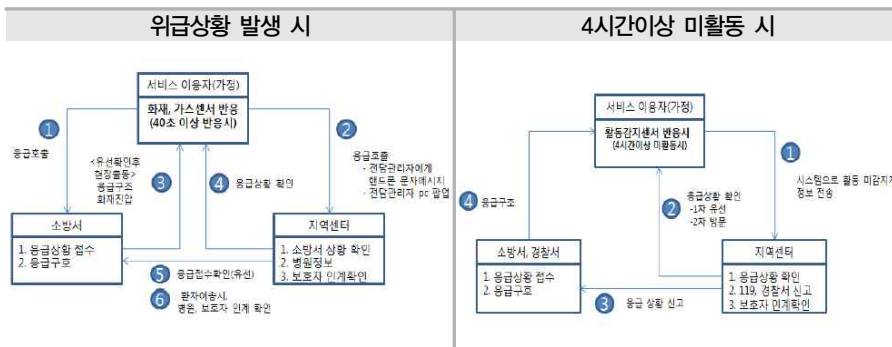 위급상황 발생 시
서비스 이용자(가정)
화재, 가스센서 반응
(40초 이상 반응시)
1
응급호출
<유선확인후
현장출동>
응급구조
화재진압
3
4
응급상황 확인
2
응급호출
- 전담관리자에게
핸드폰 문자메시지
- 전담관리자 pc 팝업
소방서
1. 응급상황 접수
2. 응급구호
지역센터
1. 소방서 상황 확인
2. 병원정보
3. 보호자 인계확인
5
응급접수확인(유선)
6
환자이송시,
병원, 보호자 인계 확인
4시간이상 미활동 시
서비스 이용자(가정)
활동감지센서 반응시
(4시간이상 미활동시)
1
시스템으로 활동 미감지
정보 전송
4
응급구조
2
응급상황 확인
-1차 유선
-2차 방문
소방서, 경찰서
1. 응급상황 접수
2. 응급구호
지역센터
1. 응급상황 확인
2. 119, 경찰서 신고
3. 보호자 인계확인
3
응급 상황 신고